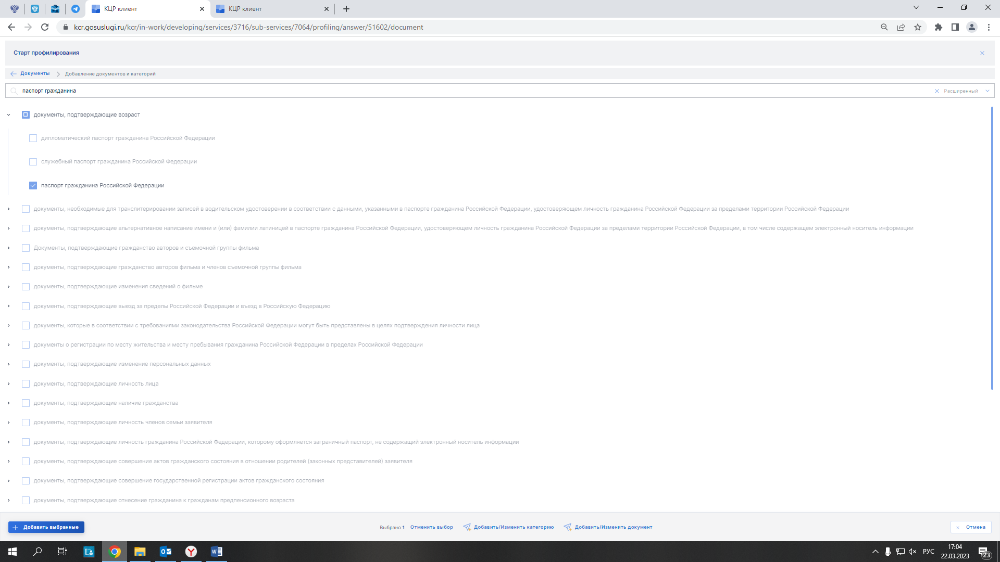 КЦР клиент
КЦР клиент
kcr.gosuslugi.ru/kcr/in-work/developing/services/3716/sub-services/7064/profiling/answer/51602/document
Старт профилирования
Документы
Добавление документов и категорий
паспорт гражданина
Расширенный
документы, подтверждающие возраст
дипломатический паспорт гражданина Российской Федерации
служебный паспорт гражданина Российской Федерации
паспорт гражданина Российской Федерации
документы, необходимые для транслитерировании записей в водительском удостоверении в соответствии с данными, указанными в паспорте гражданина Российской Федерации, удостоверяющем личность гражданина Российской Федерации за пределами территории Российской Федерации
документы, подтверждающие альтернативное написание имени и (или) фамилии латиницей в паспорте гражданина Российской Федерации, удостоверяющем личность гражданина Российской Федерации за пределами территории Российской Федерации, в том числе содержащем электронный носитель информации
Документы, подтверждающие гражданство авторов и съемочной группы фильма
документы, подтверждающие гражданство авторов фильма и членов съемочной группы фильма
документы, подтверждающие изменения сведений о фильме
документы, подтверждающие выезд за пределы Российской Федерации и въезд в Российскую Федерацию
документы, которые в соответствии с требованиями законодательства Российской Федерации могут быть представлены в целях подтверждения личности лица
документы о регистрации по месту жительства и месту пребывания гражданина Российской Федерации в пределах Российской Федерации
документы, подтверждающие изменение персональных данных
документы, подтверждающие личность лица
документы, подтверждающие наличие гражданства
документы, подтверждающие личность членов семьи заявителя
документы, подтверждающие личность гражданина Российской Федерации, которому оформляется заграничный паспорт, не содержащий электронный носитель информации
документы, подтверждающие совершение актов гражданского состояния в отношении родителей (законных представителей) заявителя
документы, подтверждающие совершение государственной регистрации актов гражданского состояния
документы, подтверждающие отнесение гражданина к гражданам предпенсионного возраста
Добавить выбранные
Выбрано 1
Отменить выбор
Добавить/Изменить категорию
Добавить/Изменить документ
Отмена
РУС
17:04
22.03.2023
23